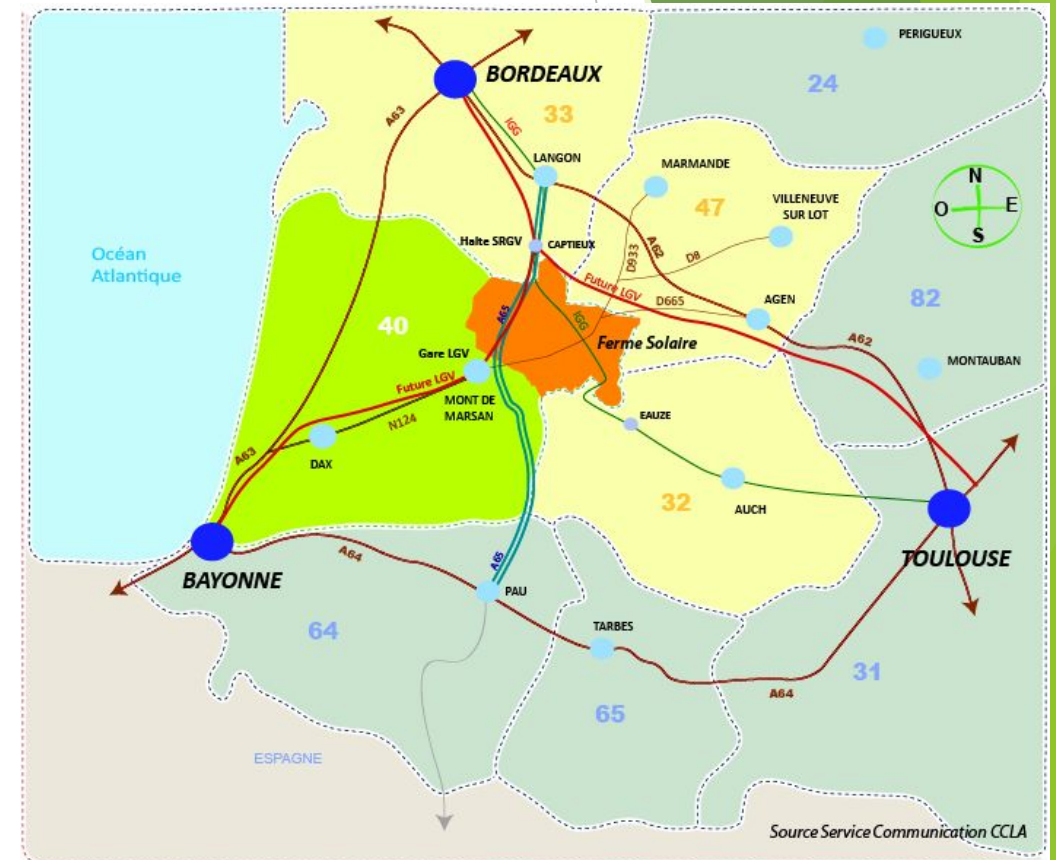 PERIGUEUX
BORDEAUX
24
A63
IGG
33
LANGON
MARMANDE
47
VILLENEUVE
SUR LOT
N
O
E
S
Océan
Atlantique
Halte SRGV
CAPTIEUX
D933
A62
D8
Future LGV
D665
AGEN
82
40
A65
IGG
Ferme Solaire
A62
MONTAUBAN
Gare LGV
Future LGV
MONT DE
MARSAN
N124
EAUZE
A63
DAX
32
AUCH
BAYONNE
A64
A65
PAU
TOULOUSE
64
TARBES
31
A64
65
ESPAGNE
Source Service Communication CCLA